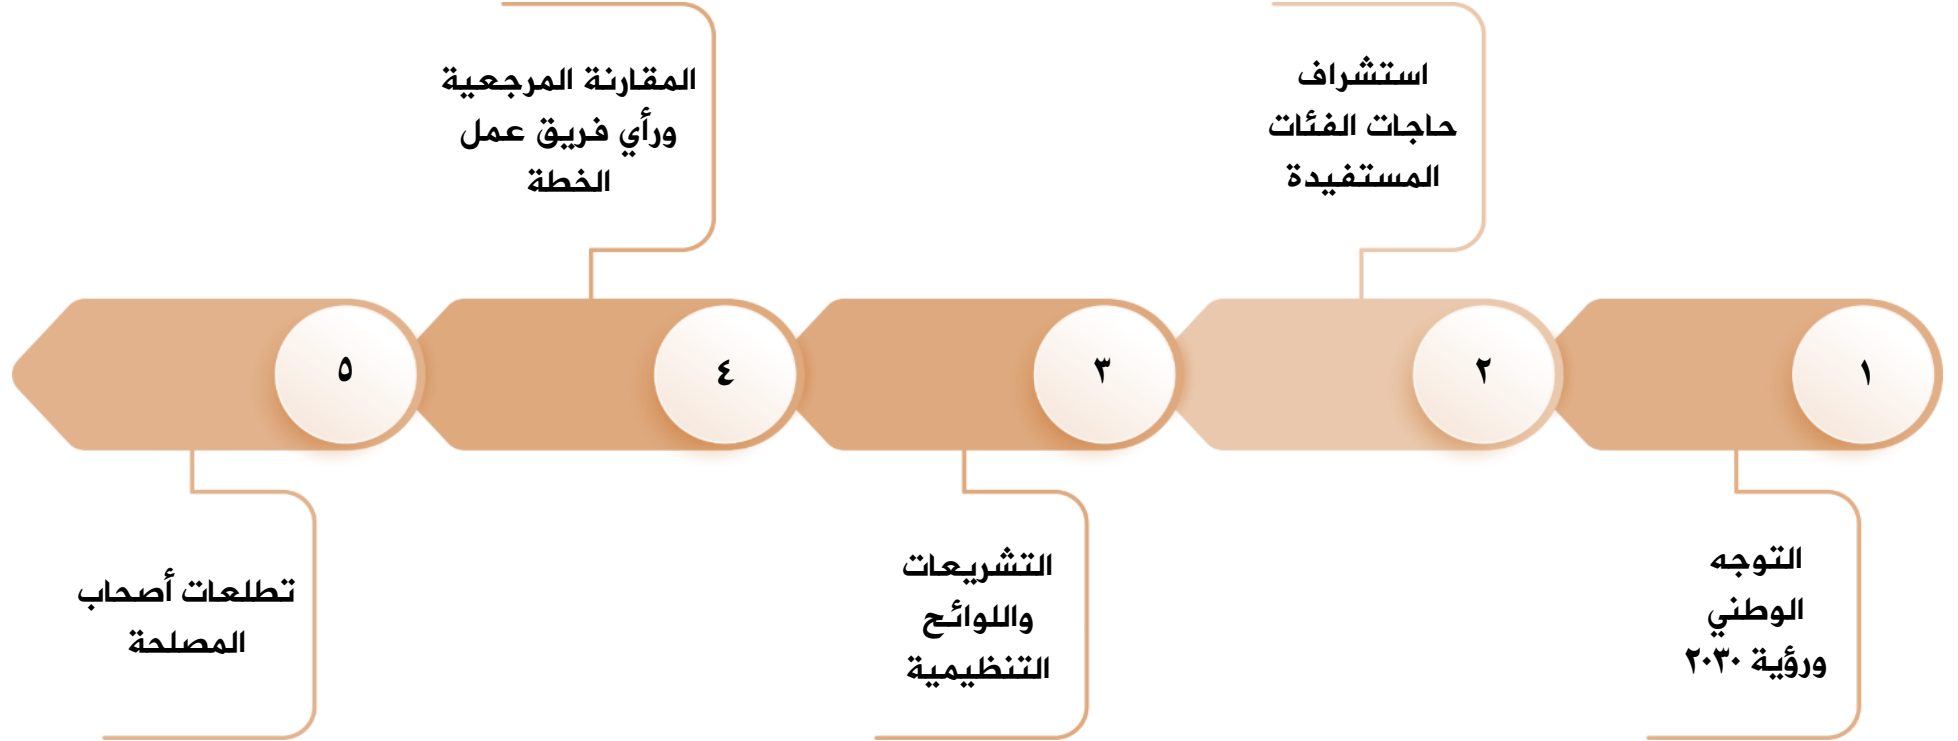 ١
التوجه
الوطني
ورؤية ٢٠٣٠
٢
استشراف
حاجات الفئات
المستفيدة
٣
التشريعات
واللوائح
التنظيمية
٤
المقارنة المرجعية
ورأي فريق عمل
الخطة
٥
تطلعات أصحاب
المصلحة